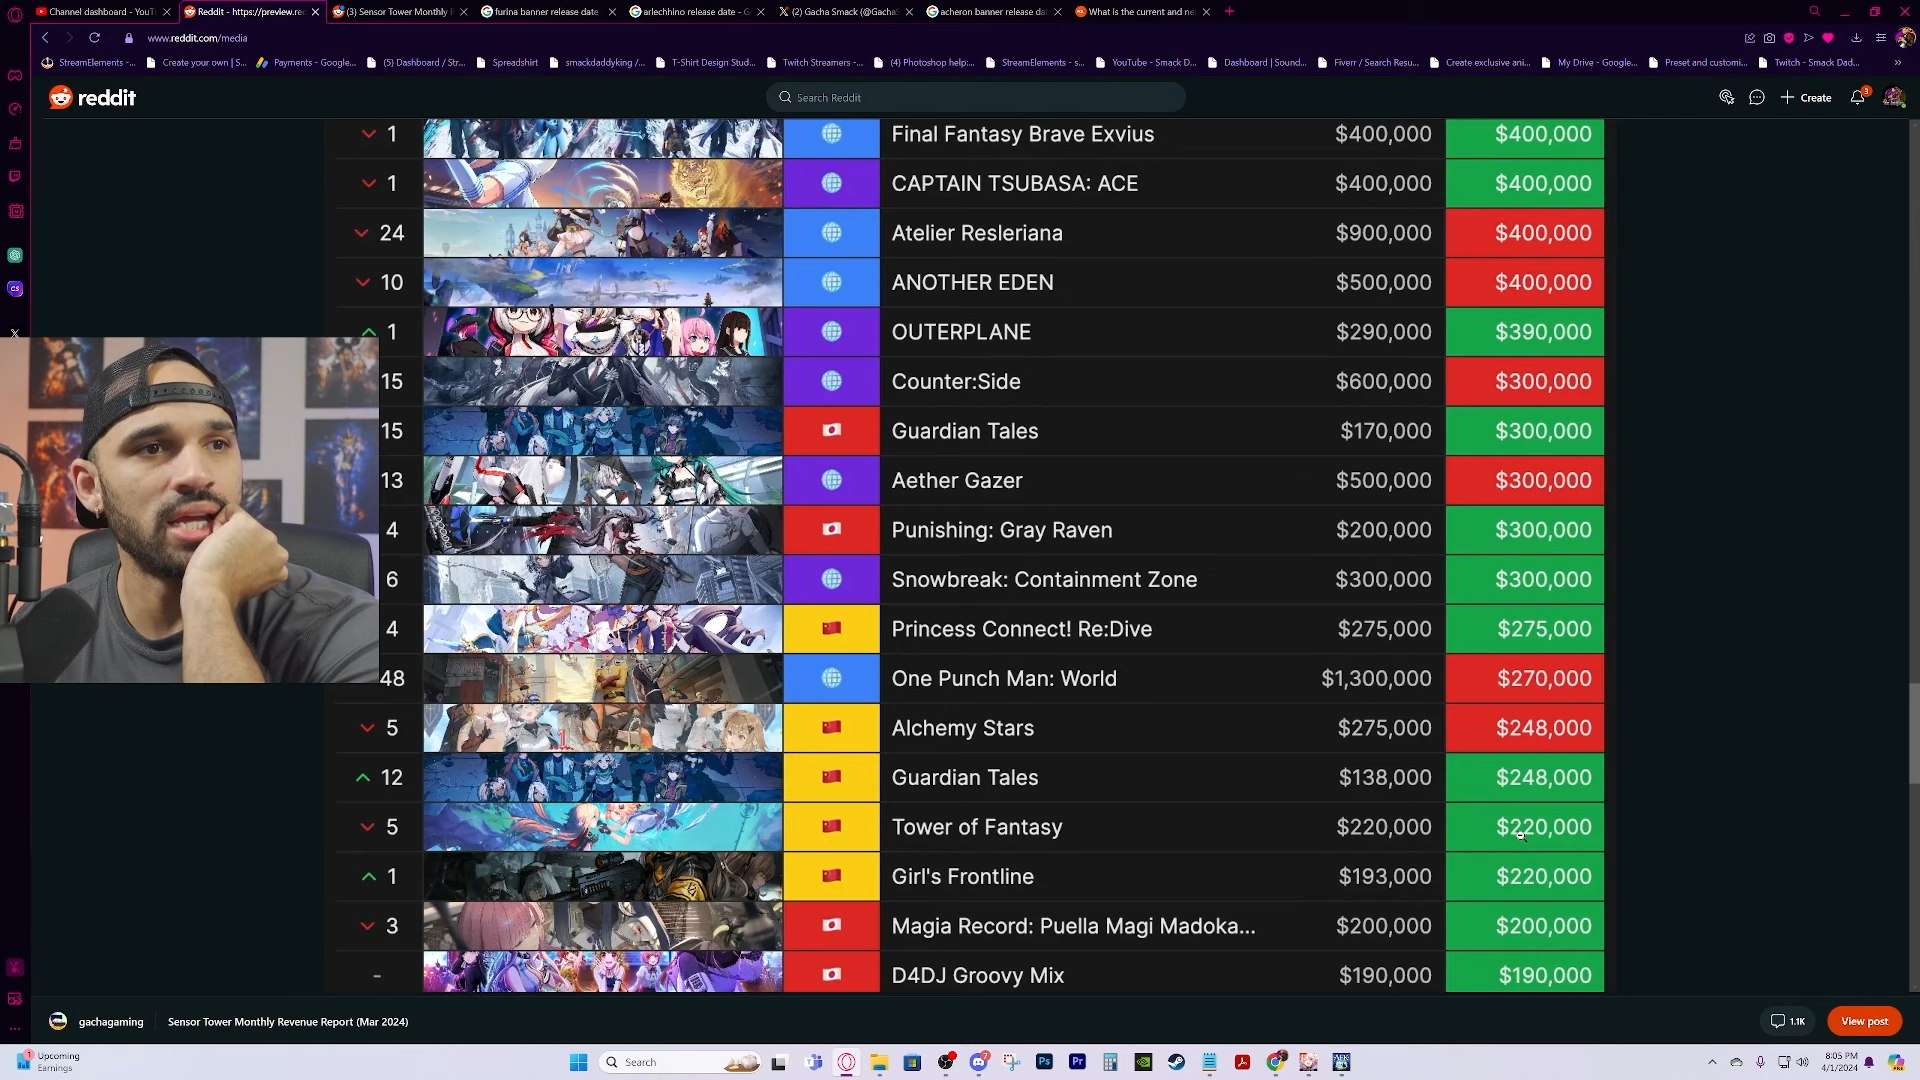 Channel dashboard - YouT
Reddit - https://preview.rec
(3) Sensor Tower Monthly F
furina banner release date
arlechhino release date - G
(2) Gacha Smack (@GachaS
acheron banner release dat
What is the current and ne
www.reddit.com/media
StreamElements -...
Create your own | S...
Payments - Google...
(5) Dashboard / Str...
Spreadshirt
smackdaddyking /...
T-Shirt Design Stud...
Twitch Streamers -...
(4) Photoshop help:...
StreamElements - s...
YouTube - Smack D...
Dashboard | Sound...
Fiverr / Search Resu...
Create exclusive ani...
My Drive - Google...
Preset and customi...
Twitch - Smack Dad...
reddit
Search Reddit
Create
3
1 Final Fantasy Brave Exvius $400,000 $400,000
1 CAPTAIN TSUBASA: ACE $400,000 $400,000
24 Atelier Resleriana $900,000 $400,000
10 ANOTHER EDEN $500,000 $400,000
1 OUTERPLANE $290,000 $390,000
15 Counter:Side $600,000 $300,000
15 Guardian Tales $170,000 $300,000
13 Aether Gazer $500,000 $300,000
4 Punishing: Gray Raven $200,000 $300,000
6 Snowbreak: Containment Zone $300,000 $300,000
4 Princess Connect! Re:Dive $275,000 $275,000
48 One Punch Man: World $1,300,000 $270,000
5 Alchemy Stars $275,000 $248,000
12 Guardian Tales $138,000 $248,000
5 Tower of Fantasy $220,000 $220,000
1 Girl's Frontline $193,000 $220,000
3 Magia Record: Puella Magi Madoka... $200,000 $200,000
- D4DJ Groovy Mix $190,000 $190,000
gachagaming
Sensor Tower Monthly Revenue Report (Mar 2024)
1.1K
View post
1
Upcoming
Earnings
Search
7
Ps
Pr
AFK
8:05 PM
4/1/2024